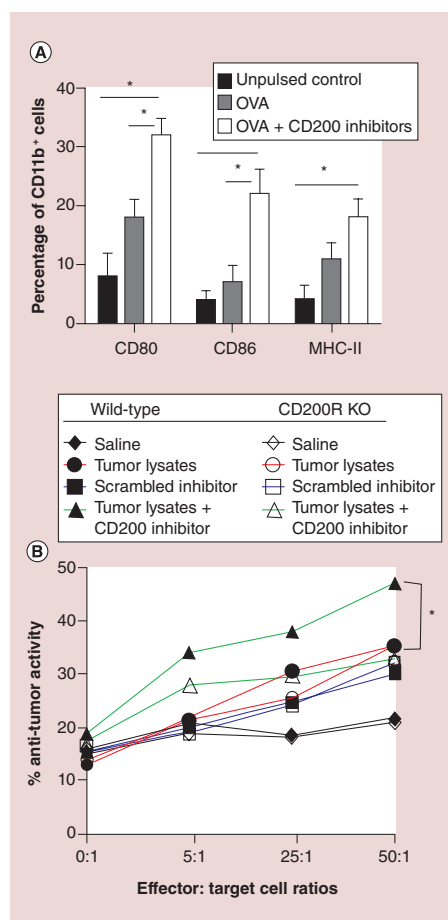 A
Unpulsed control
OVA
OVA + CD200 inhibitors
Percentage of CD11b+ cells
40
30
20
10
0
*
*
*
*
*
CD80
CD86
MHC-II
Wild-type
CD200R KO
Saline
Saline
Tumor lysates
Tumor lysates
Scrambled inhibitor
Scrambled inhibitor
Tumor lysates +
CD200 inhibitor
Tumor lysates +
CD200 inhibitor
B
% anti-tumor activity
50
40
30
20
10
0
*
0:1
5:1
25:1
50:1
Effector: target cell ratios